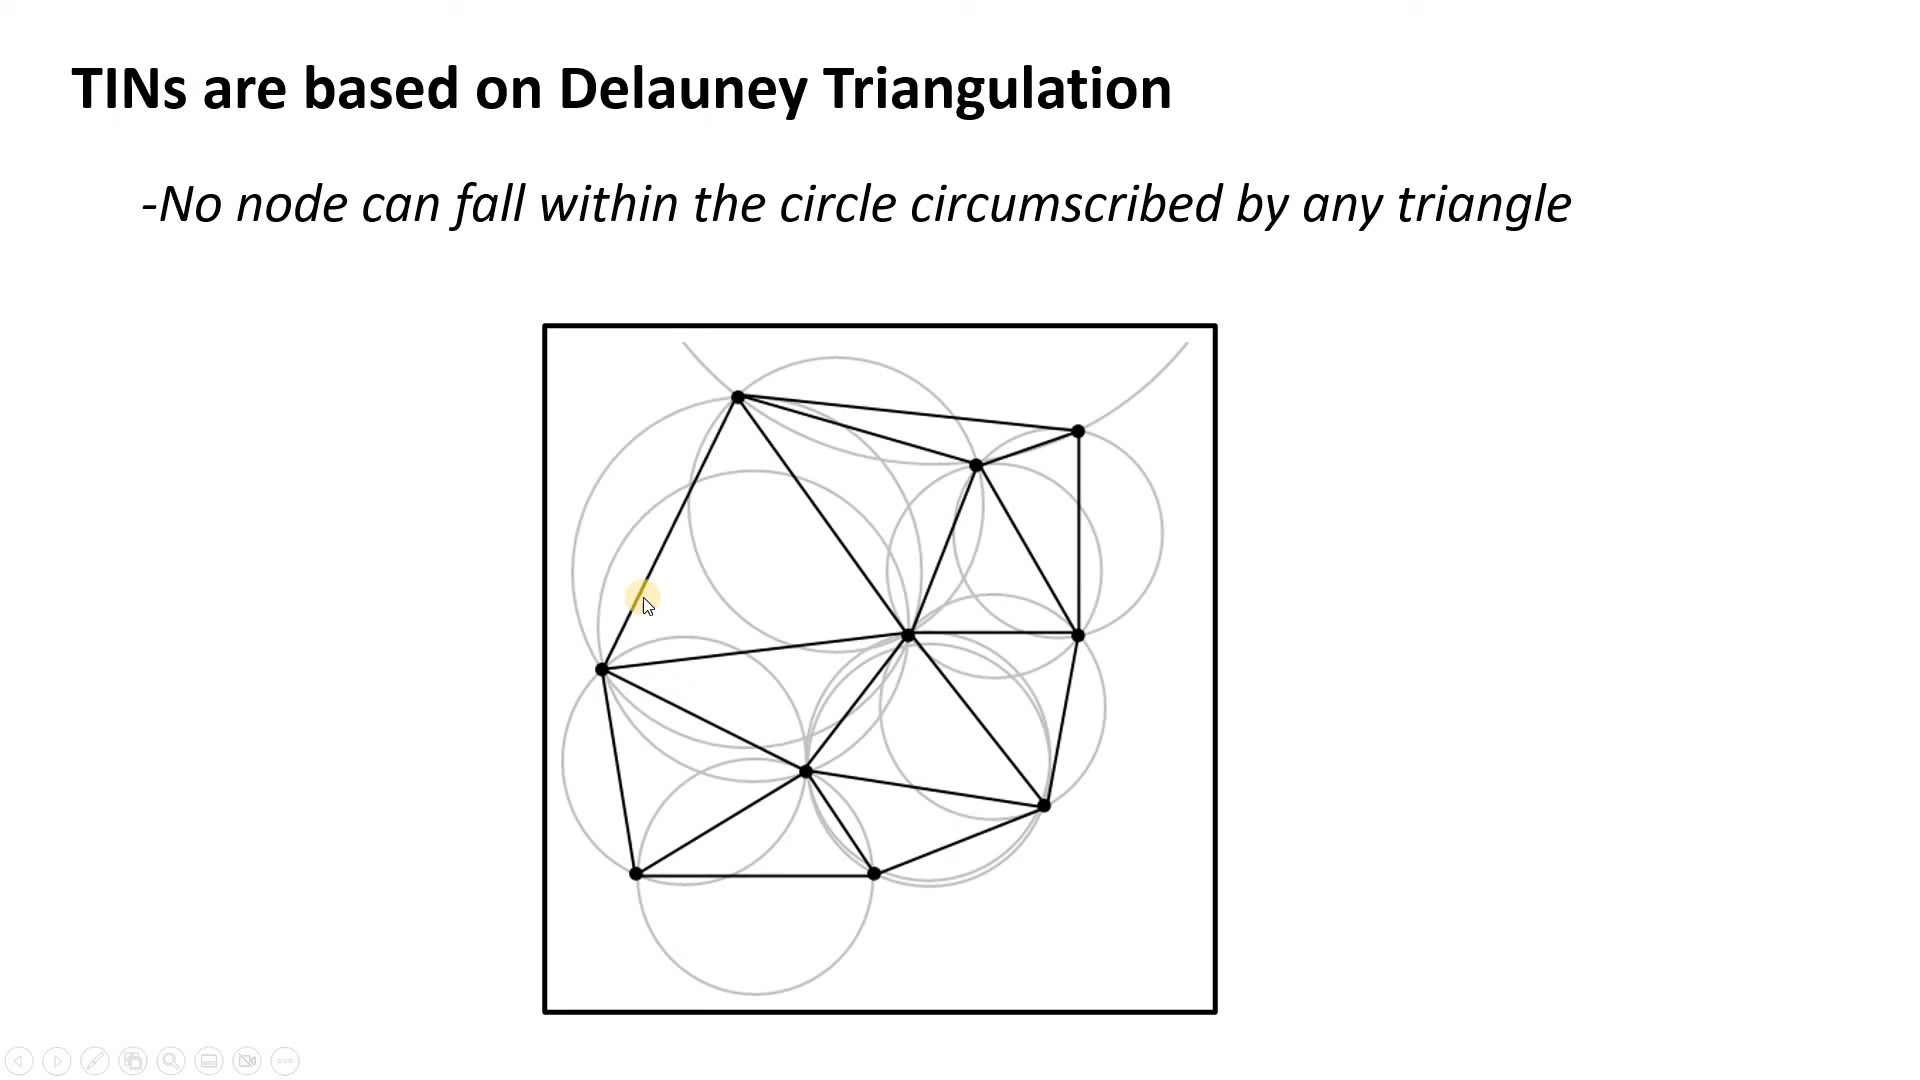 TINs are based on Delauney Triangulation
-No node can fall within the circle circumscribed by any triangle